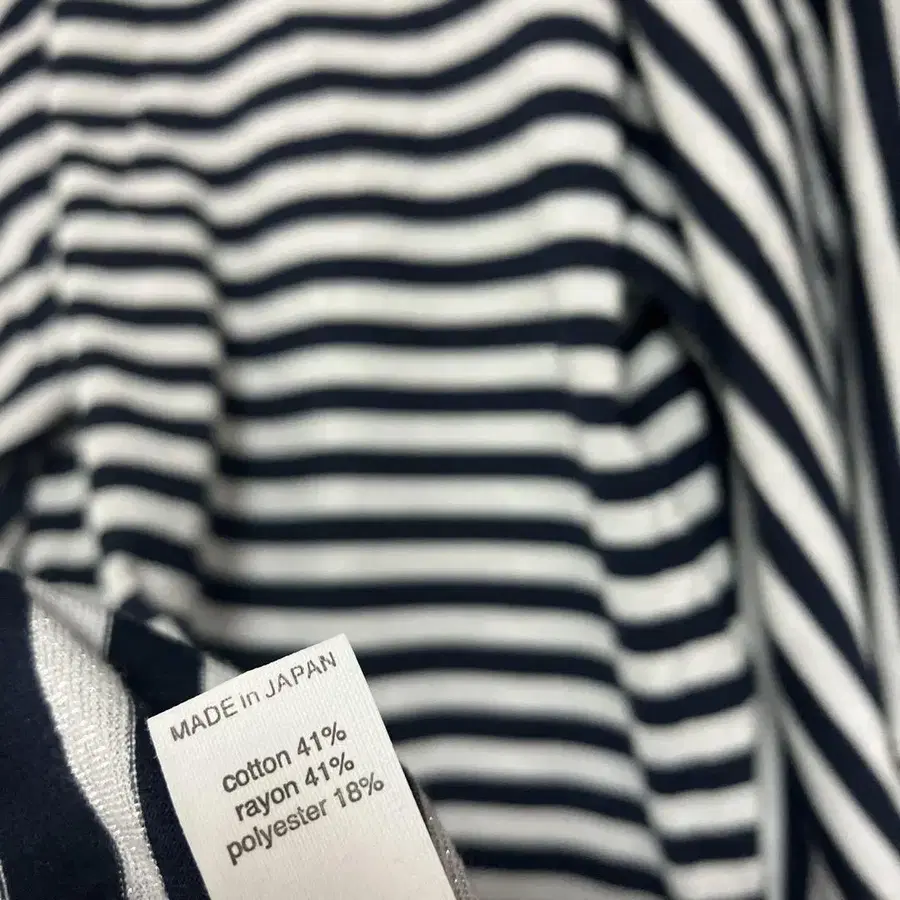 MADE in JAPAN
cotton 41%
rayon 41%
polyester 18%